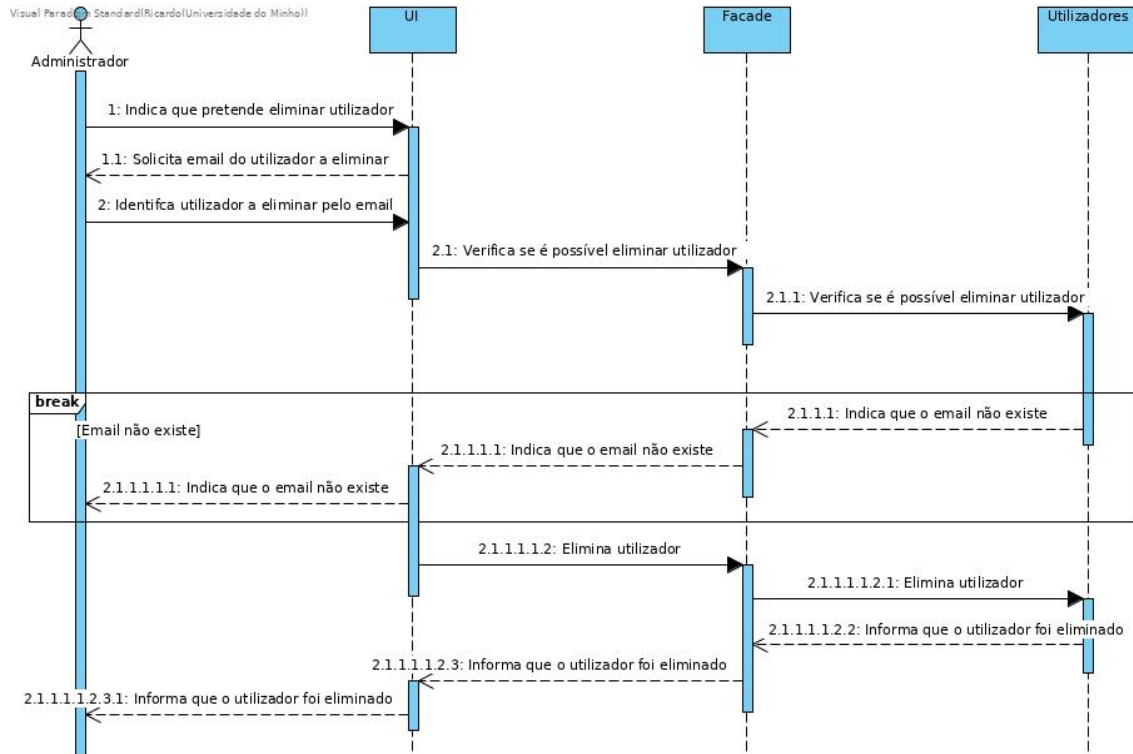 Visual Paradigm Standard(Ricardo(Universidade do Minho))
UI
Facade
Utilizadores
Administrador
1: Indica que pretende eliminar utilizador
1.1: Solicita email do utilizador a eliminar
2: Identifca utilizador a eliminar pelo email
2.1: Verifica se é possível eliminar utilizador
2.1.1: Verifica se é possível eliminar utilizador
break
[Email não existe]
2.1.1.1: Indica que o email não existe
2.1.1.1.1: Indica que o email não existe
2.1.1.1.1.1: Indica que o email não existe
2.1.1.1.1.2: Elimina utilizador
2.1.1.1.1.2.1: Elimina utilizador
2.1.1.1.1.2.2: Informa que o utilizador foi eliminado
2.1.1.1.1.2.3: Informa que o utilizador foi eliminado
2.1.1.1.1.2.3.1: Informa que o utilizador foi eliminado